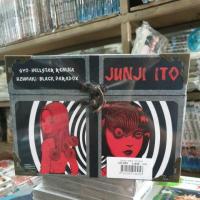 GYO·HELLSTAR REMINA
UZUMAKI·BLACK PARADOX
JUNJI ITO